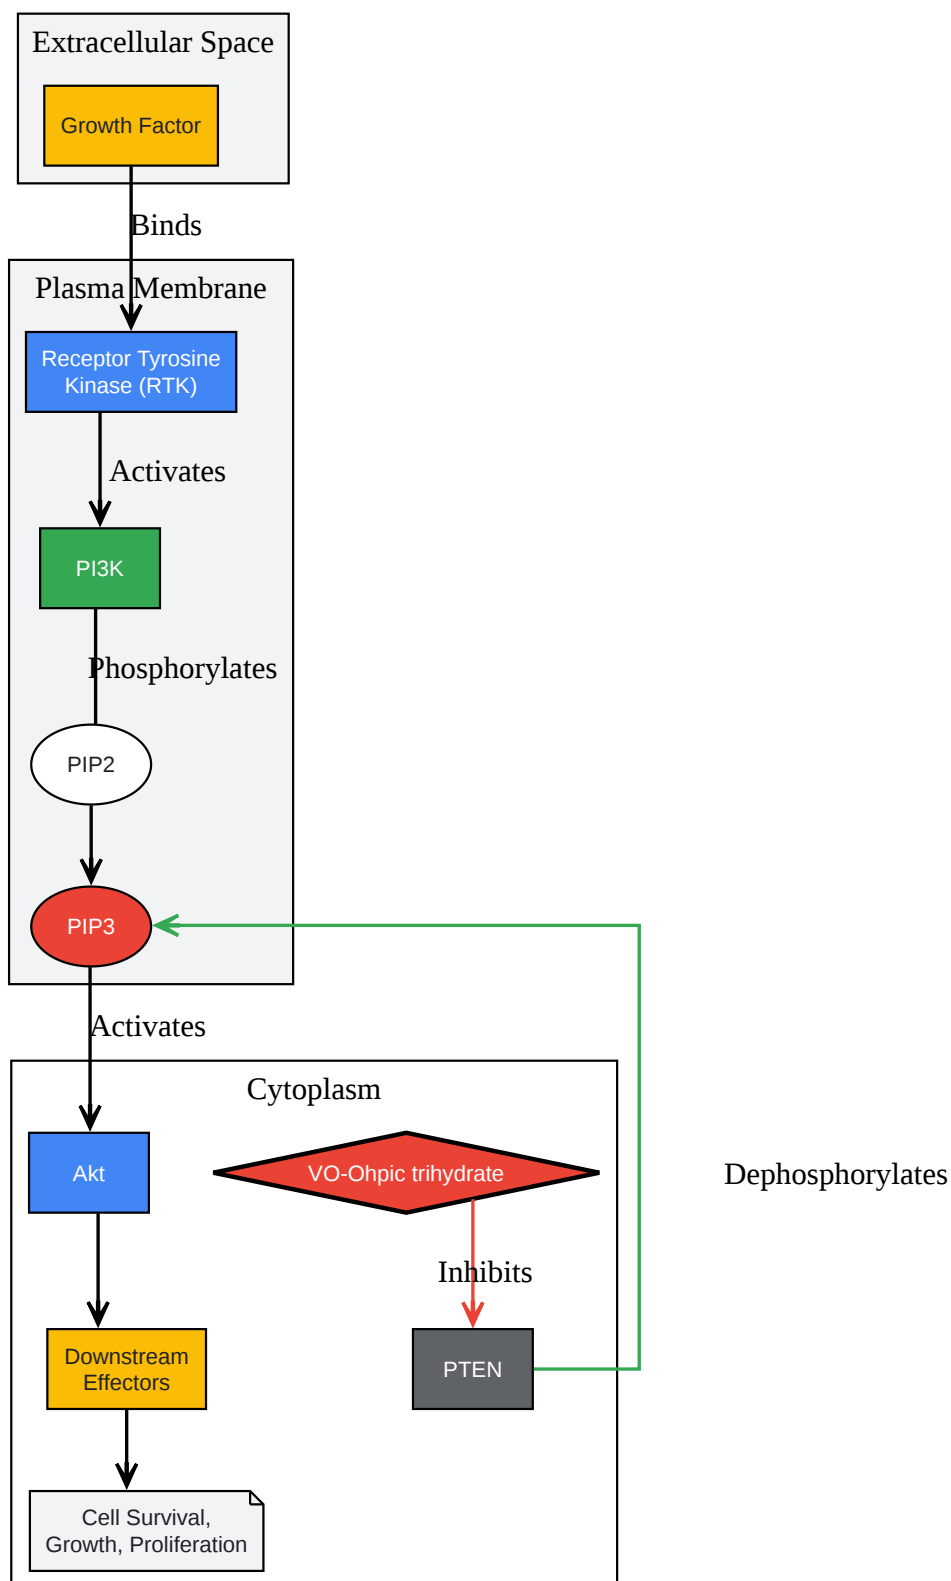 Extracellular Space
Growth Factor
Binds
Plasma Membrane
Receptor Tyrosine
Kinase (RTK)
Activates
PI3K
Phosphorylates
PIP2
PIP3
Activates
Cytoplasm
Akt
VO-Ohpic trihydrate
Dephosphorylates
Inhibits
Downstream
Effectors
PTEN
Cell Survival,
Growth, Proliferation